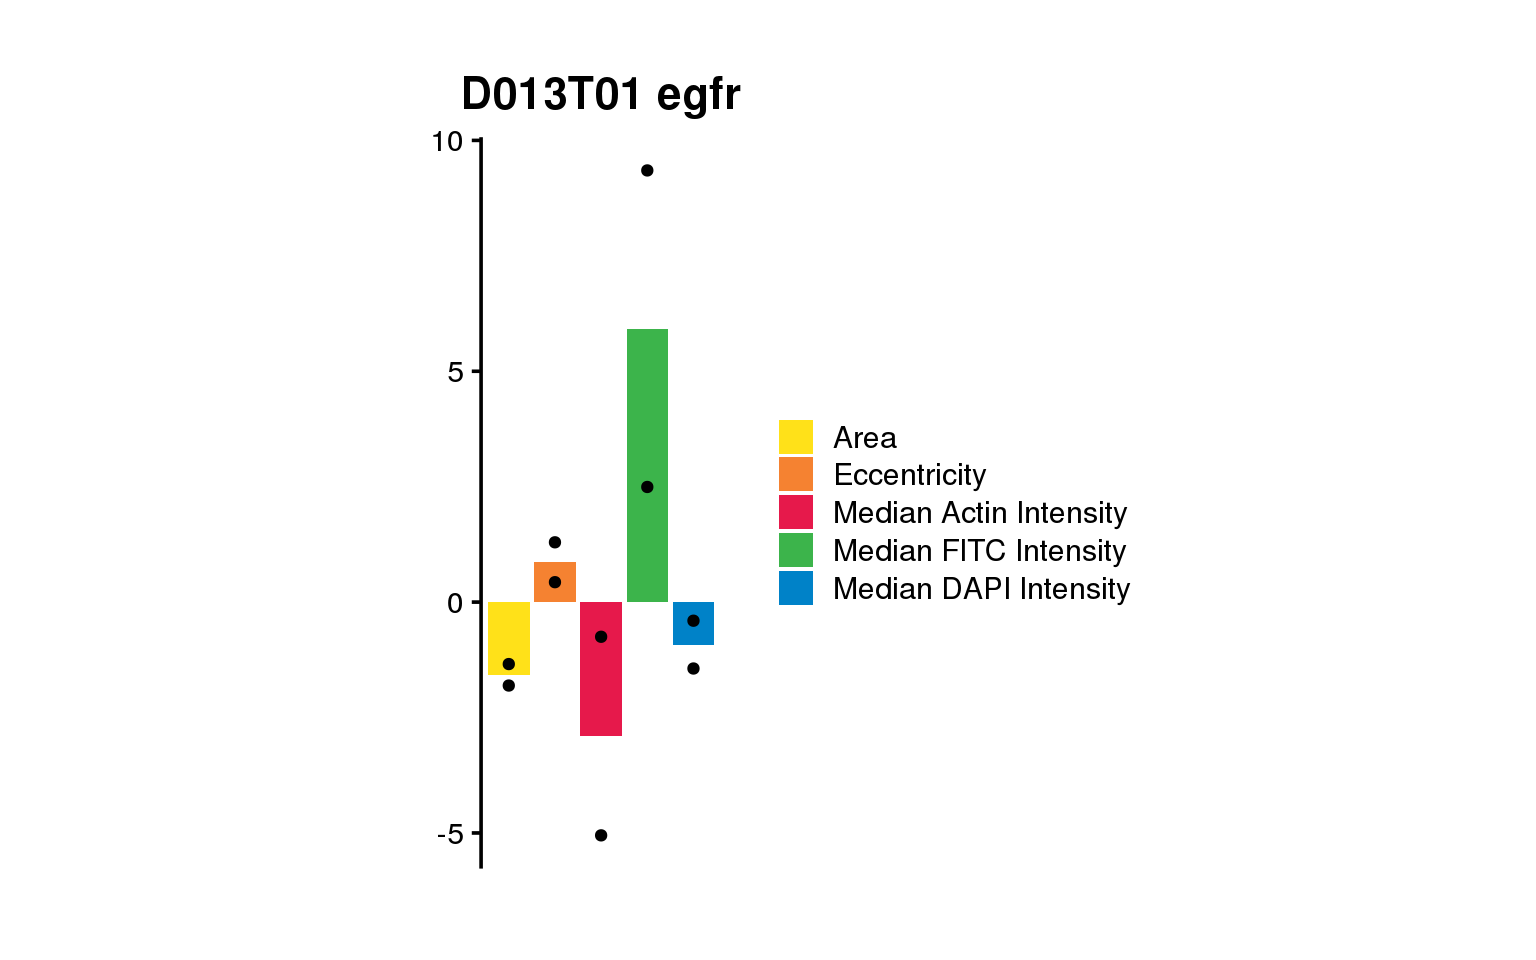 D013T01 egfr
10
5
0
-5
Area
Eccentricity
Median Actin Intensity
Median FITC Intensity
Median DAPI Intensity